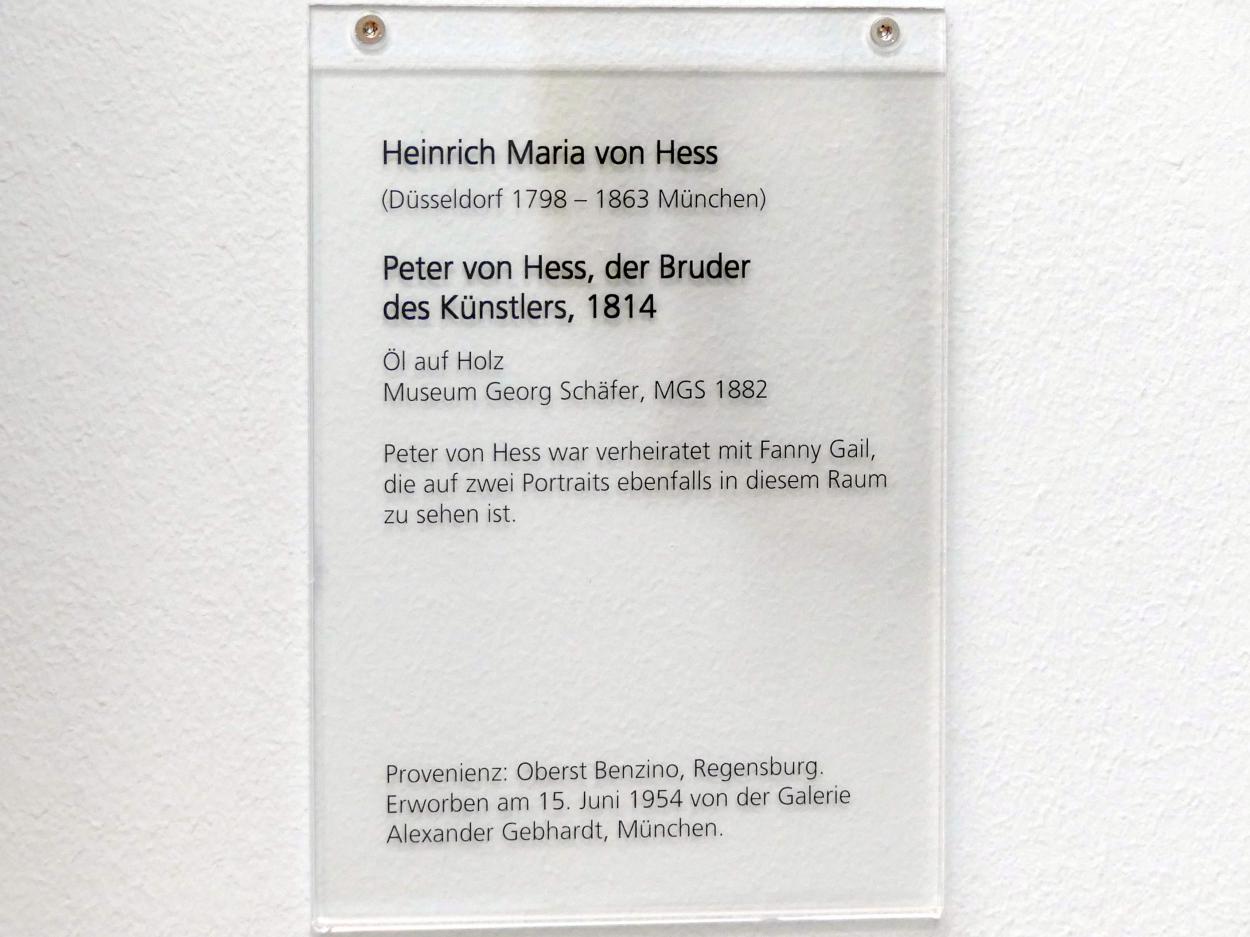 Heinrich Maria von Hess
(Düsseldorf 1798 – 1863 München)
Peter von Hess, der Bruder
des Künstlers, 1814
Öl auf Holz
Museum Georg Schäfer, MGS 1882
Peter von Hess war verheiratet mit Fanny Gail,
die auf zwei Portraits ebenfalls in diesem Raum
zu sehen ist.
Provenienz: Oberst Benzino, Regensburg.
Erworben am 15. Juni 1954 von der Galerie
Alexander Gebhardt, München.